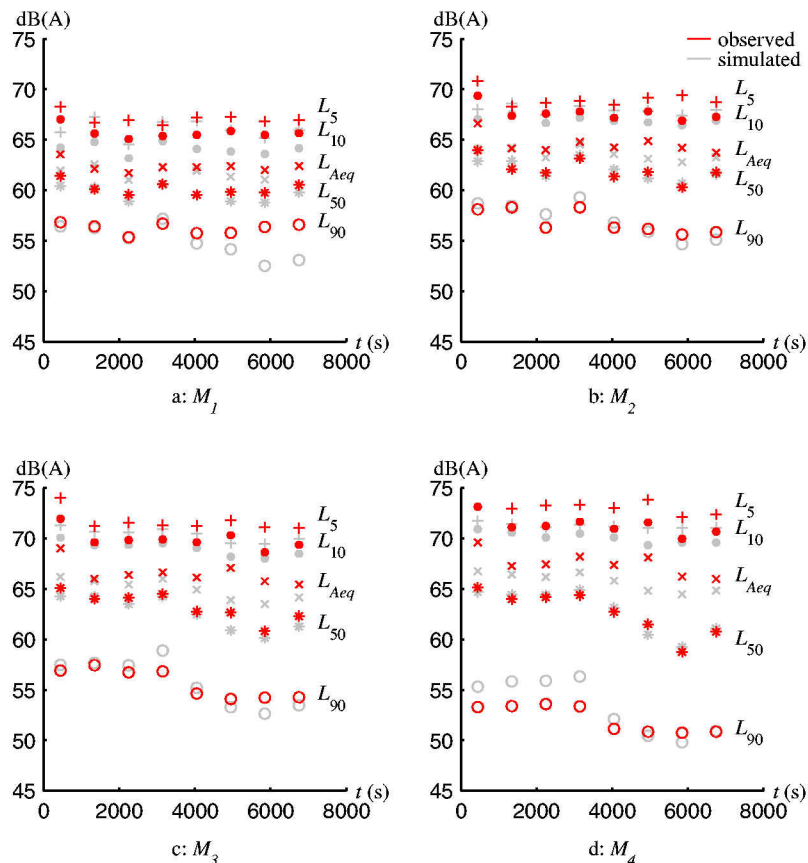 dB(A)
75
70
65
60
55
50
45
0
2000
4000
6000
8000
t (s)
L5
L10
LAeq
L50
L90
a: M1
dB(A)
75
70
65
60
55
50
45
0
2000
4000
6000
8000
t (s)
observed
simulated
L5
L10
LAeq
L50
L90
b: M2
dB(A)
75
70
65
60
55
50
45
0
2000
4000
6000
8000
t (s)
L5
L10
LAeq
L50
L90
c: M3
dB(A)
75
70
65
60
55
50
45
0
2000
4000
6000
8000
t (s)
L5
L10
LAeq
L50
L90
d: M4